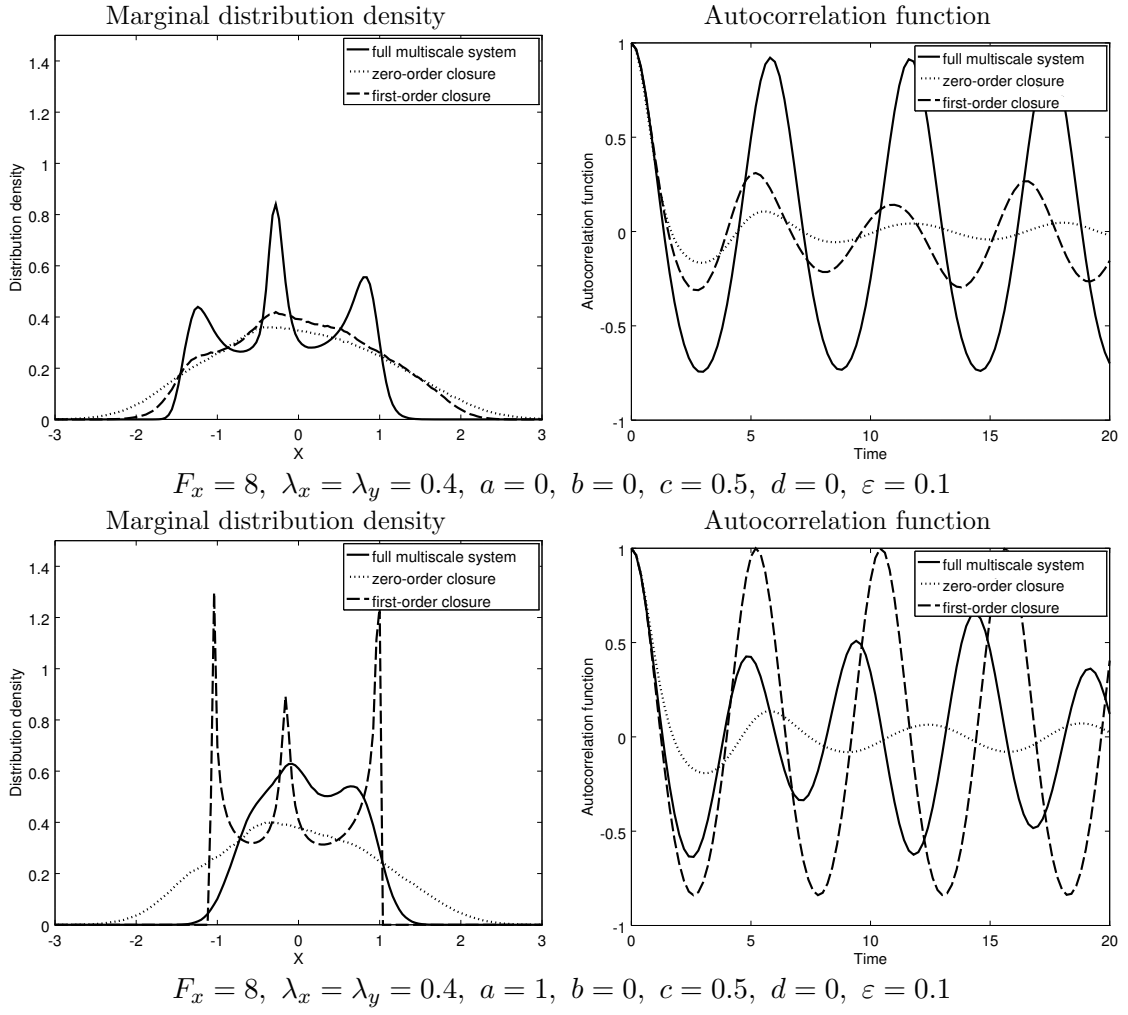 Marginal distribution density
Autocorrelation function
1.4
1.2
1
0.8
0.6
0.4
0.2
0
Distribution density
full multiscale system
zero-order closure
first-order closure
-3 -2 -1 0 1 2 3
X
1
0.5
0
-0.5
-1
Autocorrelation function
full multiscale system
zero-order closure
first-order closure
0 5 10 15 20
Time
F_x = 8, λ_x = λ_y = 0.4, a = 0, b = 0, c = 0.5, d = 0, ε = 0.1
Marginal distribution density
Autocorrelation function
1.4
1.2
1
0.8
0.6
0.4
0.2
0
Distribution density
full multiscale system
zero-order closure
first-order closure
-3 -2 -1 0 1 2 3
X
1
0.5
0
-0.5
-1
Autocorrelation function
full multiscale system
zero-order closure
first-order closure
0 5 10 15 20
Time
F_x = 8, λ_x = λ_y = 0.4, a = 1, b = 0, c = 0.5, d = 0, ε = 0.1